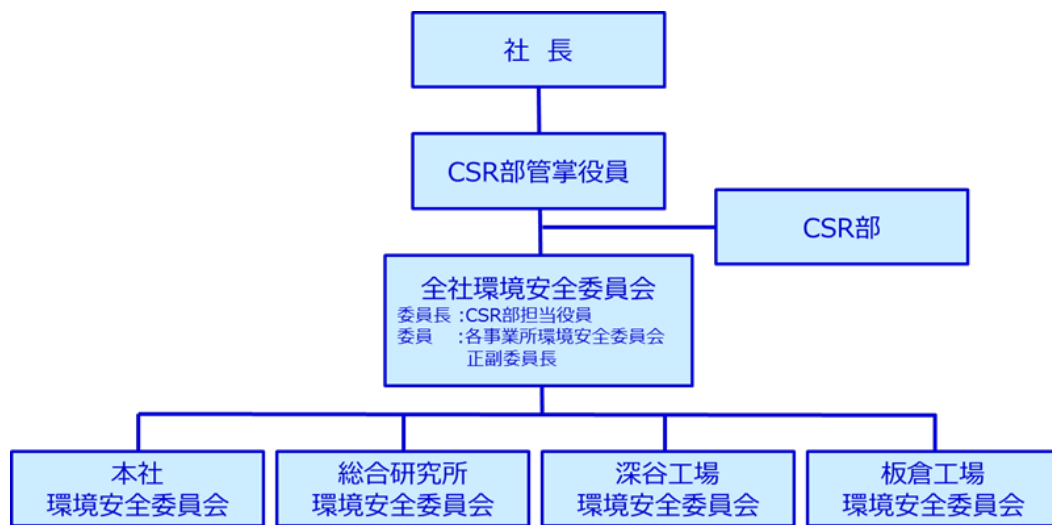 社 長
CSR部管掌役員
CSR部
全社環境安全委員会
委員長 :CSR部担当役員
委員 :各事業所環境安全委員会
正副委員長
本社
環境安全委員会
総合研究所
環境安全委員会
深谷工場
環境安全委員会
板倉工場
環境安全委員会